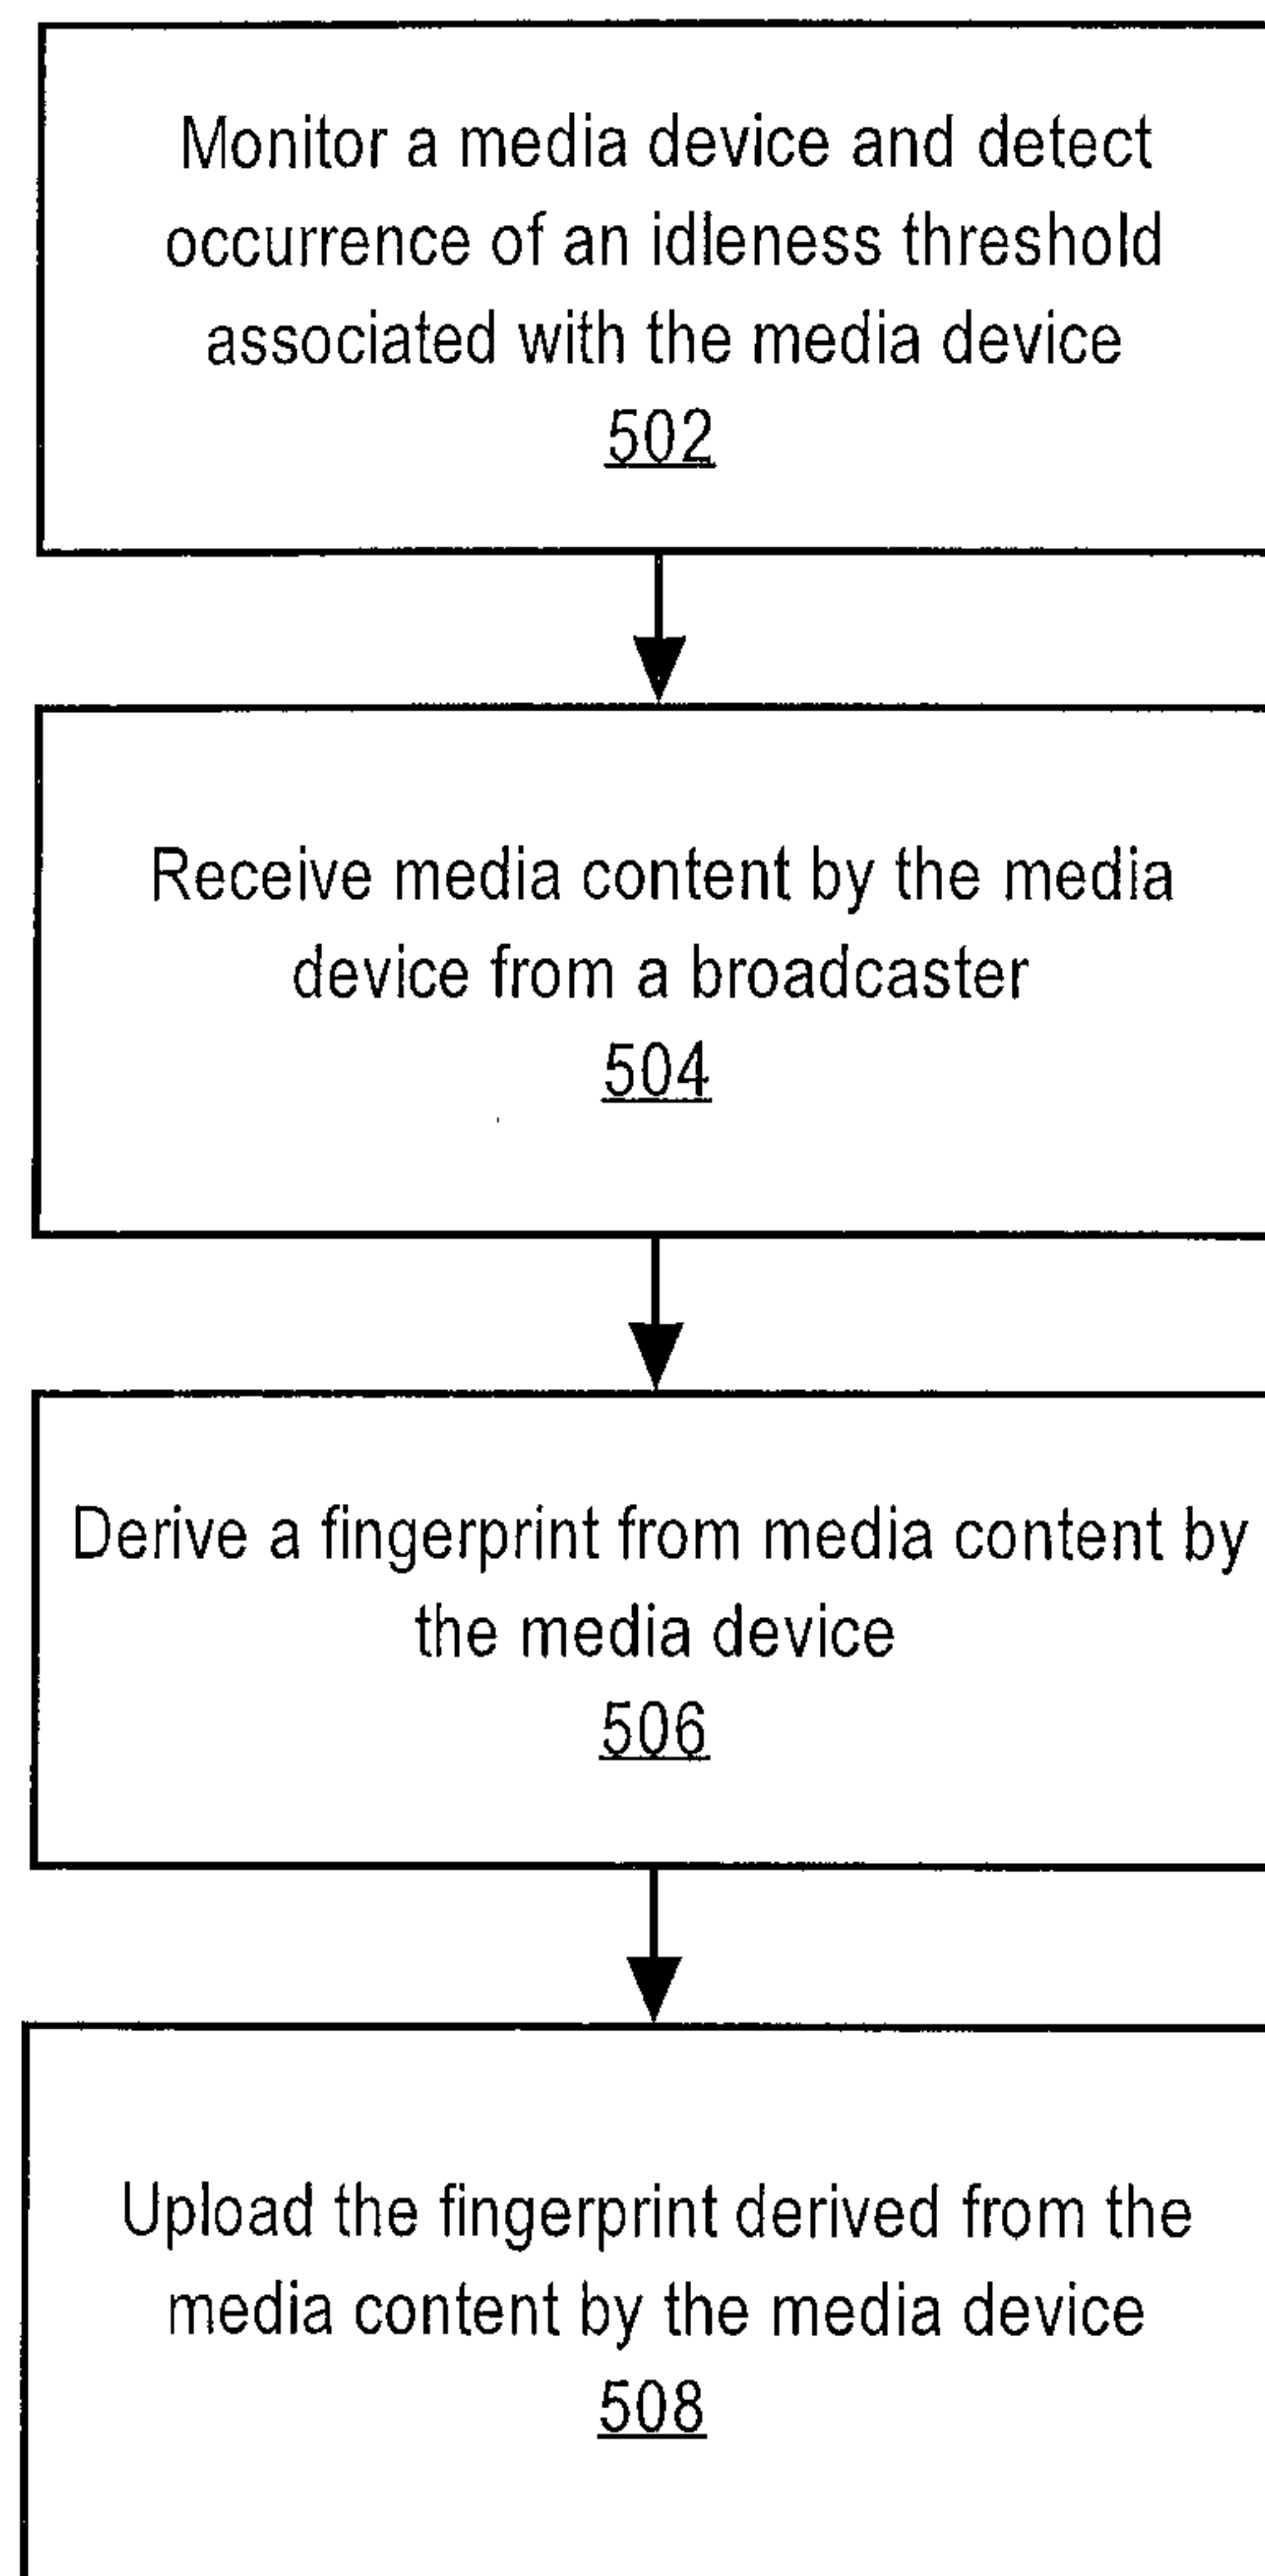 Monitor a media device and detect
occurrence of an idleness threshold
associated with the media device
502
Receive media content by the media
device from a broadcaster
504
Derive a fingerprint from media content by
the media device
506
Upload the fingerprint derived from the
media content by the media device
508